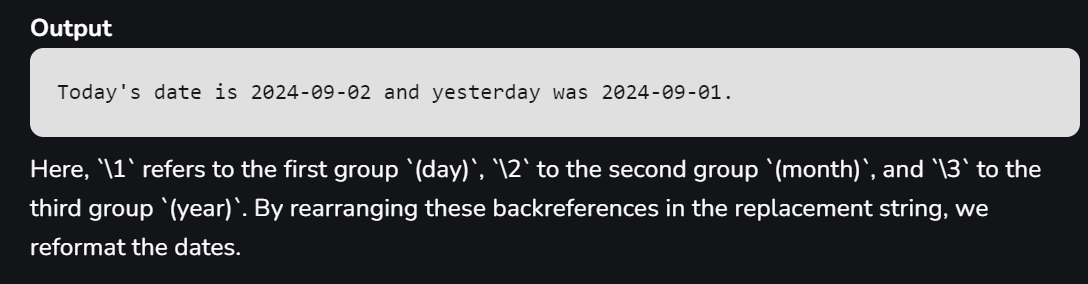 Output
Today's date is 2024-09-02 and yesterday was 2024-09-01.
Here, `\1` refers to the first group `(day)`, `\2` to the second group `(month)`, and `\3` to the
third group `(year)`. By rearranging these backreferences in the replacement string, we
reformat the dates.